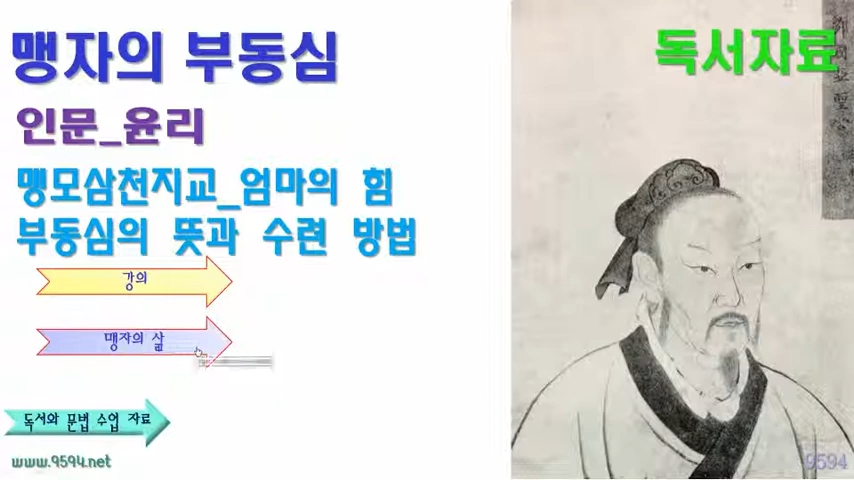 맹자의 부동심
독서자료
인문_윤리
맹모삼천지교_엄마의 힘
부동심의 뜻과 수련 방법
강의
맹자의 삶
독서와 문법 수업 자료
www.9594.net
9594